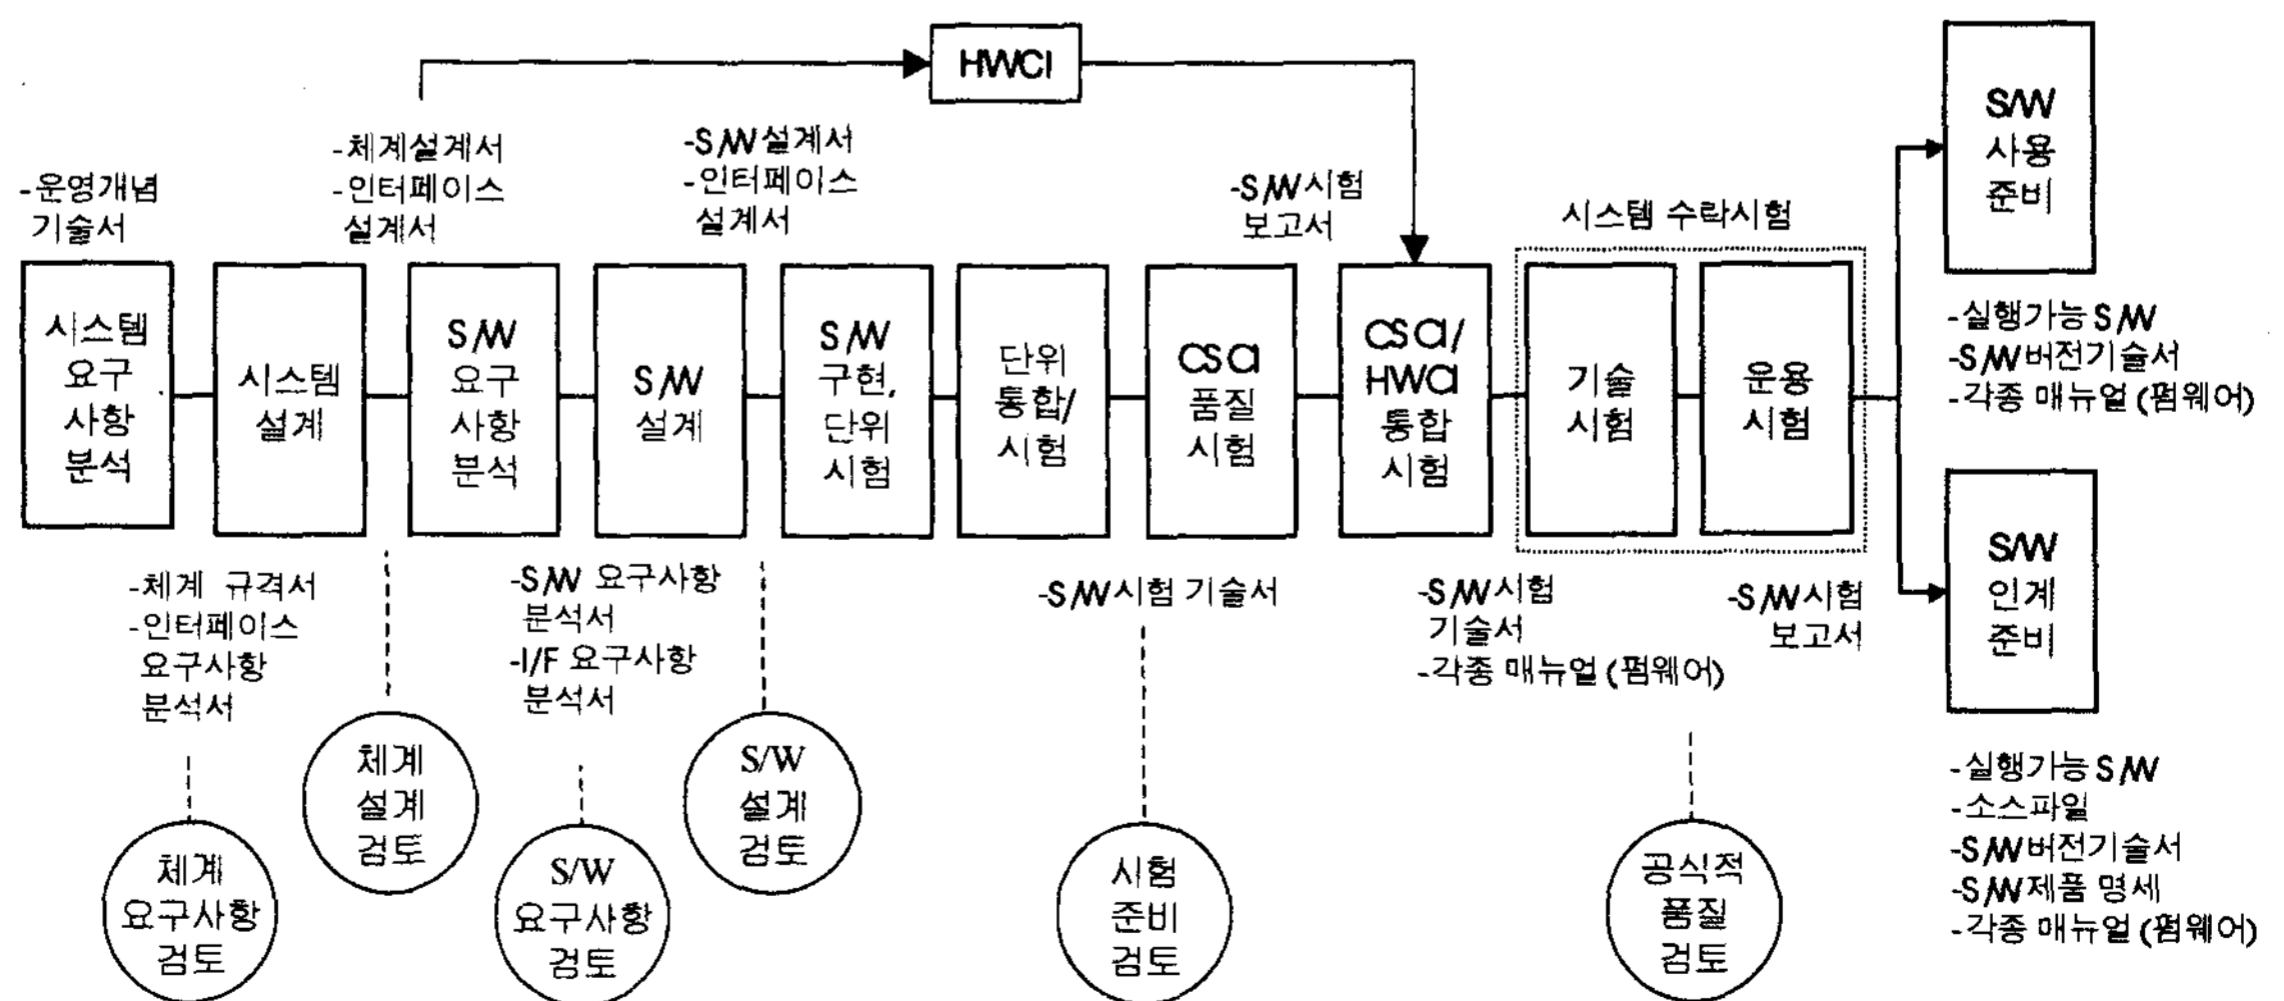 HWCI
-체계설계서
-인터페이스
설계서
-S/W설계서
-인터페이스
설계서
-운영개념
기술서
-S/W시험
보고서
시스템 수락시험
시스템
요구
사항
분석
시스템
설계
S/W
요구
사항
분석
S/W
설계
S/W
구현,
단위
시험
단위
통합/
시험
CSCI
품질
시험
CSCI/
HWCI
통합
시험
기술
시험
운용
시험
S/W
사용
준비
-실행가능 S/W
-S/W버전기술서
-각종 매뉴얼 (펌웨어)
S/W
인계
준비
-실행가능 S/W
-소스파일
-S/W버전기술서
-S/W제품 명세
-각종 매뉴얼 (펌웨어)
-체계 규격서
-인터페이스
요구사항
분석서
-S/W 요구사항
분석서
-I/F 요구사항
분석서
-S/W시험 기술서
-S/W시험
기술서
-각종 매뉴얼 (펌웨어)
-S/W시험
보고서
체계
요구사항
검토
체계
설계
검토
S/W
요구사항
검토
S/W
설계
검토
시험
준비
검토
공식적
품질
검토